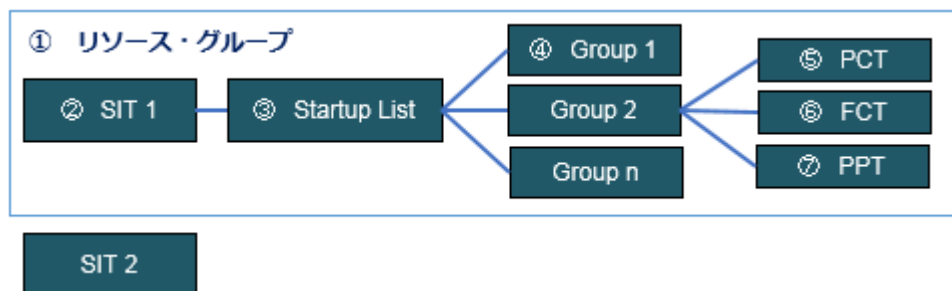 ① リソース・グループ
② SIT 1
③ Startup List
④ Group 1
Group 2
Group n
⑤ PCT
⑥ FCT
⑦ PPT
SIT 2